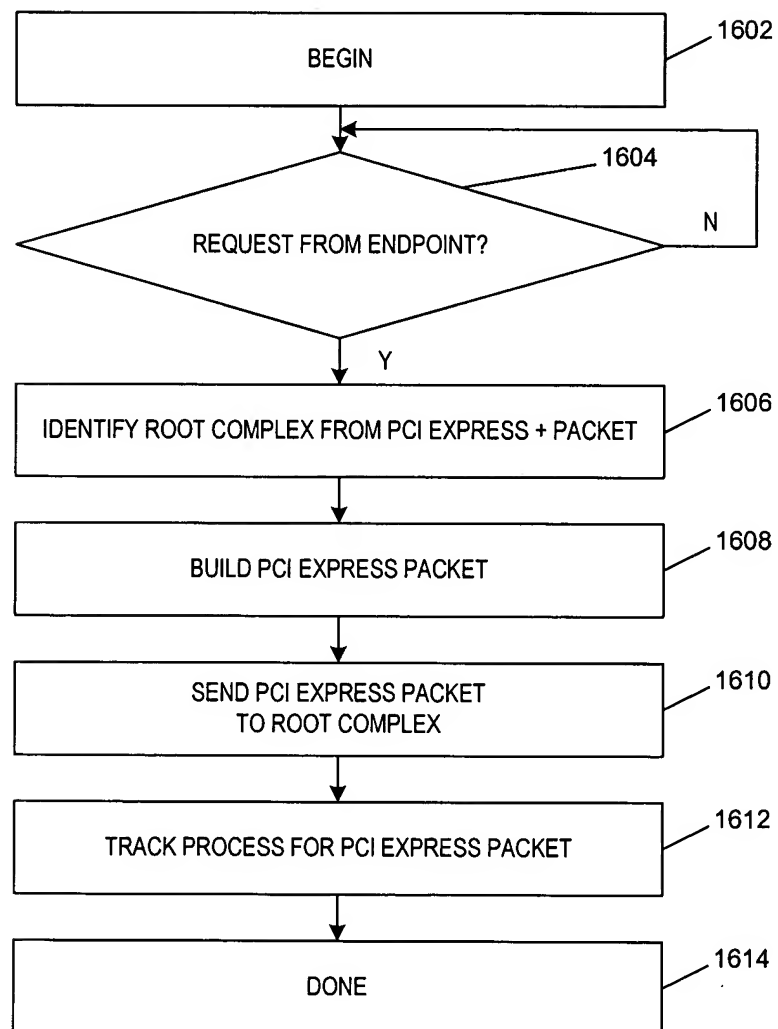 BEGIN
1602
1604
REQUEST FROM ENDPOINT?
N
Y
IDENTIFY ROOT COMPLEX FROM PCI EXPRESS + PACKET
1606
BUILD PCI EXPRESS PACKET
1608
SEND PCI EXPRESS PACKET
TO ROOT COMPLEX
1610
TRACK PROCESS FOR PCI EXPRESS PACKET
1612
DONE
1614